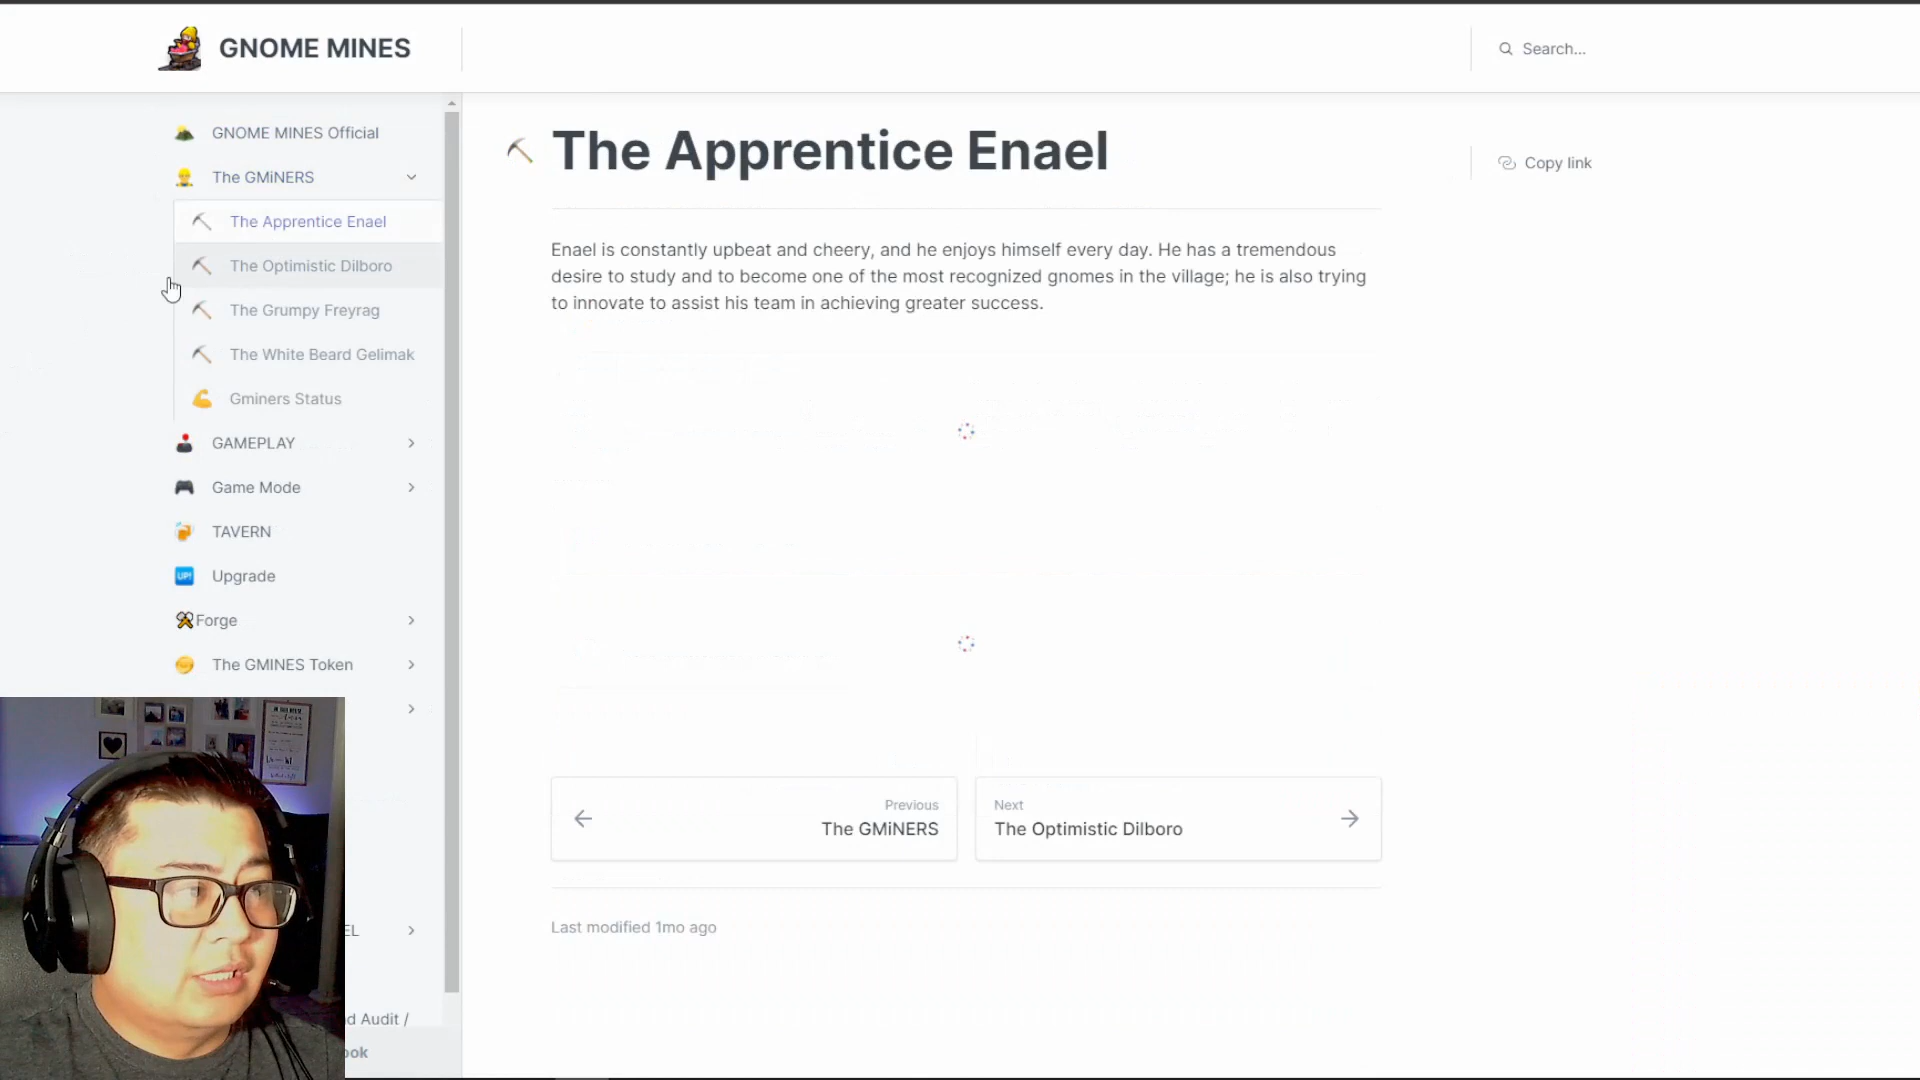 GNOME MINES
Search...
GNOME MINES Official
The GMiNERS
The Apprentice Enael
The Optimistic Dilboro
The Grumpy Freyrag
The White Beard Gelimak
Gminers Status
GAMEPLAY
Game Mode
TAVERN
UP!
Upgrade
Forge
The GMINES Token
EL
d Audit /
ook
The Apprentice Enael
Copy link
Enael is constantly upbeat and cheery, and he enjoys himself every day. He has a tremendous
desire to study and to become one of the most recognized gnomes in the village; he is also trying
to innovate to assist his team in achieving greater success.
Previous
The GMiNERS
Next
The Optimistic Dilboro
Last modified 1mo ago